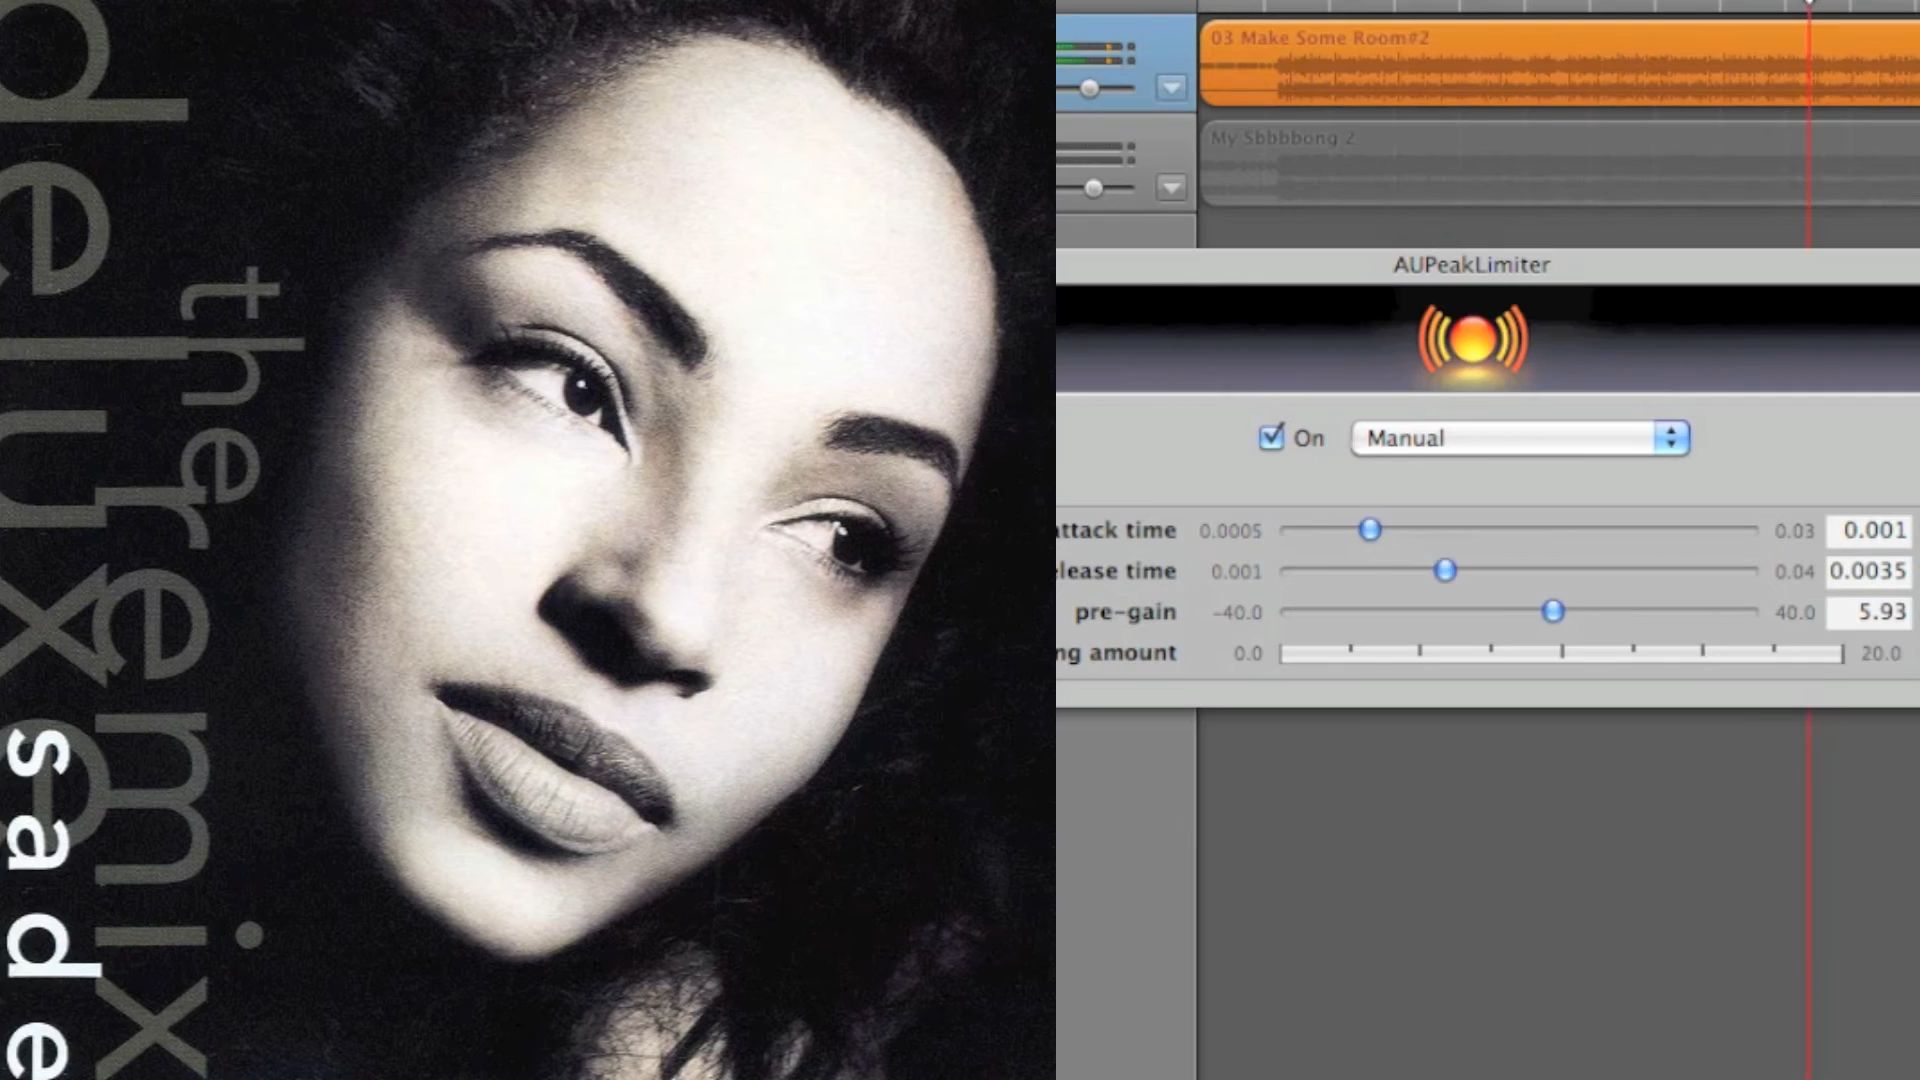 deluxe
the remix
sade
03 Make Some Room#2
My Sbbbbong 2
AUPeakLimiter
On Manual
attack time 0.0005 0.03 0.001
elease time 0.001 0.04 0.0035
pre-gain -40.0 40.0 5.93
ng amount 0.0 20.0